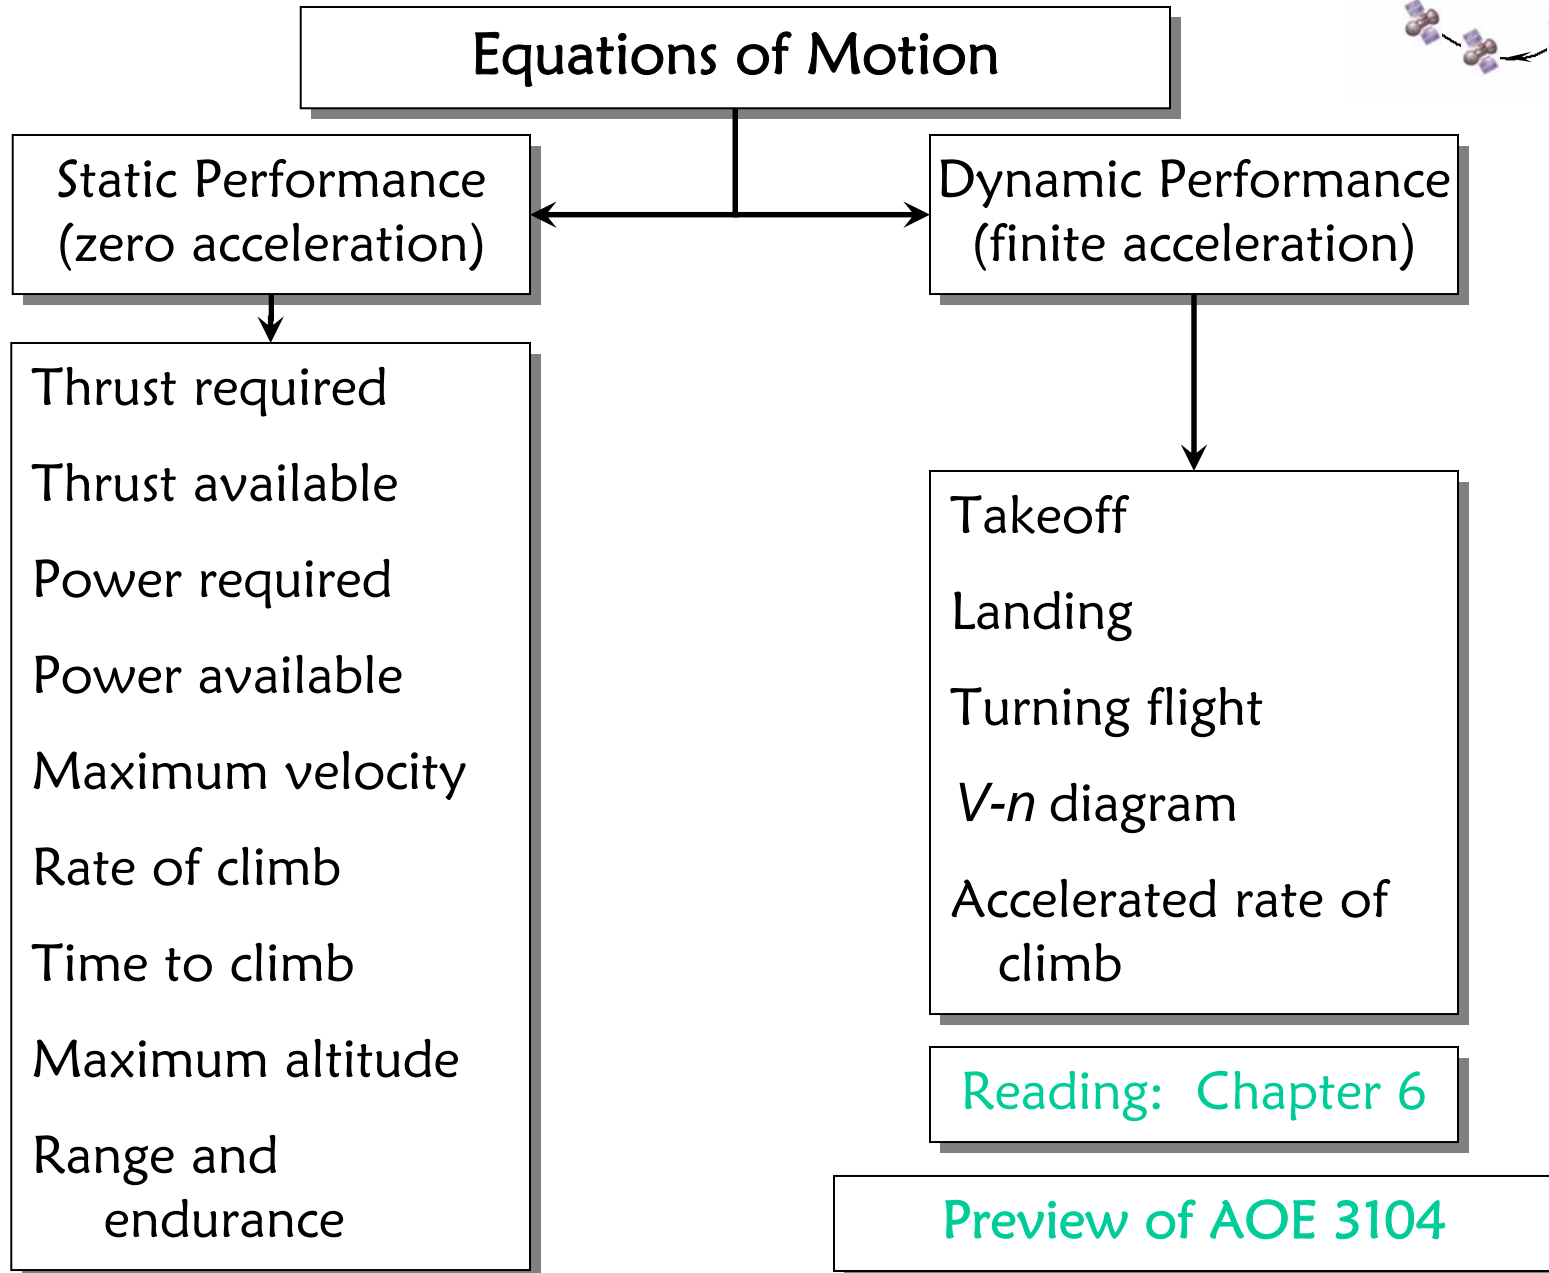 Equations of Motion
Static Performance
(zero acceleration)
Dynamic Performance
(finite acceleration)
Thrust required
Thrust available
Power required
Power available
Maximum velocity
Rate of climb
Time to climb
Maximum altitude
Range and
endurance
Takeoff
Landing
Turning flight
V-n diagram
Accelerated rate of
climb
Reading: Chapter 6
Preview of AOE 3104